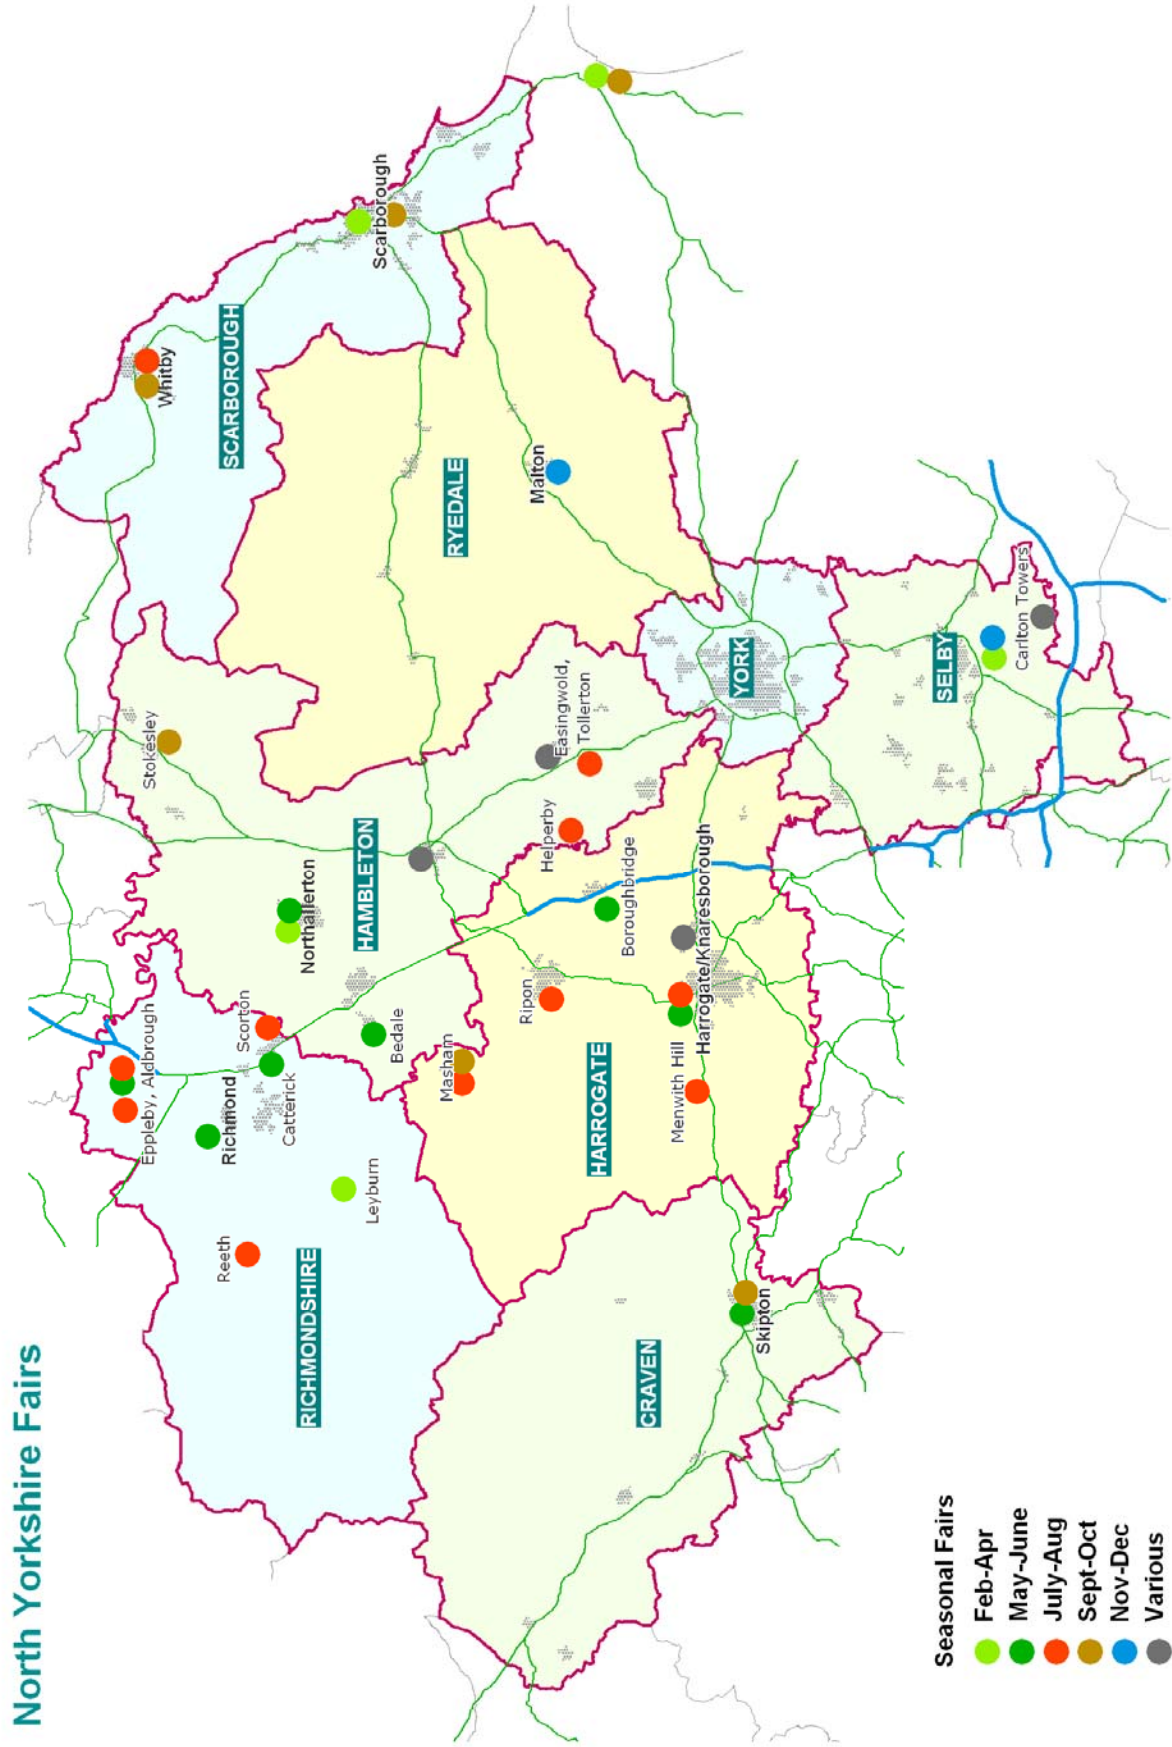 North Yorkshire Fairs
SCARBOROUGH
Whitby
Scarborough
RYEDALE
Malton
Stokesley
HAMBLETON
Northallerton
Bedale
Easingwold,
Tollerton
Helperby
YORK
SELBY
Carlton Towers
RICHMONDSHIRE
Eppleby, Aldbrough
Scorton
Richmond
Catterick
Leyburn
Reeth
HARROGATE
Masham
Ripon
Boroughbridge
Harrogate/Knaresborough
Menwith Hill
CRAVEN
Skipton
Seasonal Fairs
Feb-Apr
May-June
July-Aug
Sept-Oct
Nov-Dec
Various